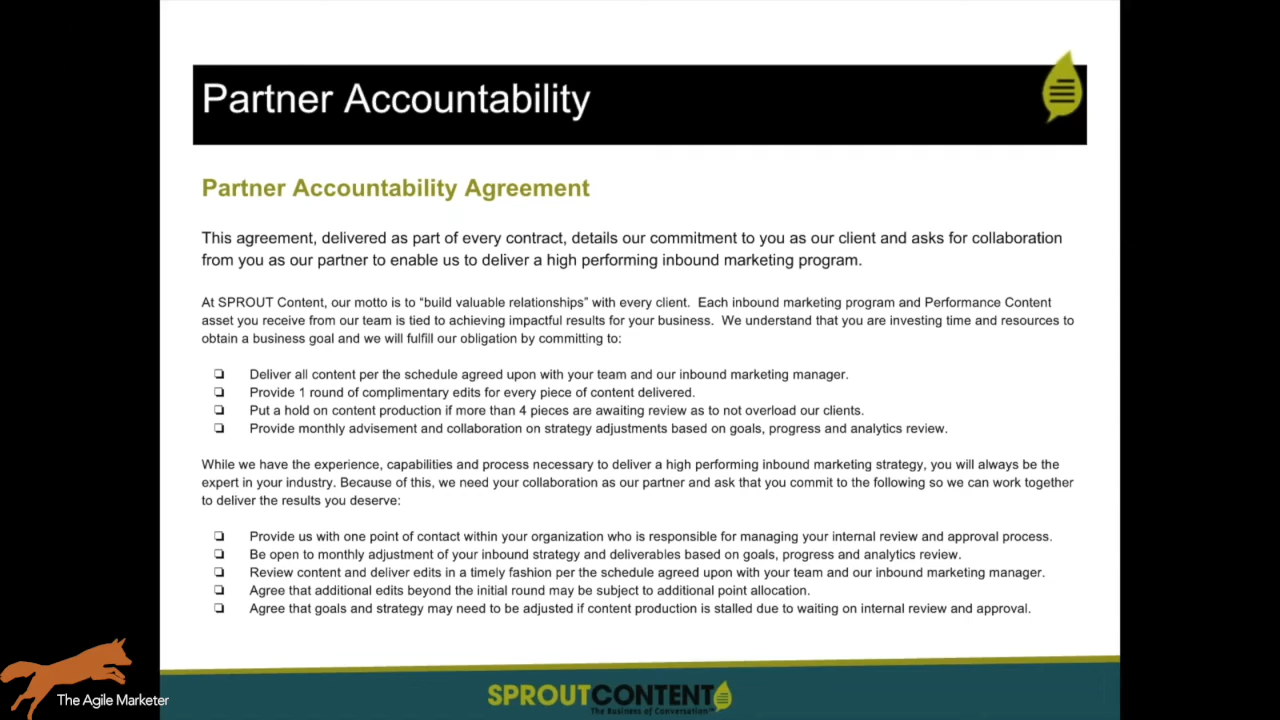 Partner Accountability
Partner Accountability Agreement
This agreement, delivered as part of every contract, details our commitment to you as our client and asks for collaboration
from you as our partner to enable us to deliver a high performing inbound marketing program.
At SPROUT Content, our motto is to “build valuable relationships” with every client.  Each inbound marketing program and Performance Content
asset you receive from our team is tied to achieving impactful results for your business.  We understand that you are investing time and resources to
obtain a business goal and we will fulfill our obligation by committing to:
❏ Deliver all content per the schedule agreed upon with your team and our inbound marketing manager.
❏ Provide 1 round of complimentary edits for every piece of content delivered.
❏ Put a hold on content production if more than 4 pieces are awaiting review as to not overload our clients.
❏ Provide monthly advisement and collaboration on strategy adjustments based on goals, progress and analytics review.
While we have the experience, capabilities and process necessary to deliver a high performing inbound marketing strategy, you will always be the
expert in your industry. Because of this, we need your collaboration as our partner and ask that you commit to the following so we can work together
to deliver the results you deserve:
❏ Provide us with one point of contact within your organization who is responsible for managing your internal review and approval process.
❏ Be open to monthly adjustment of your inbound strategy and deliverables based on goals, progress and analytics review.
❏ Review content and deliver edits in a timely fashion per the schedule agreed upon with your team and our inbound marketing manager.
❏ Agree that additional edits beyond the initial round may be subject to additional point allocation.
❏ Agree that goals and strategy may need to be adjusted if content production is stalled due to waiting on internal review and approval.
The Agile Marketer
SPROUTCONTENT
The Business of Conversation™